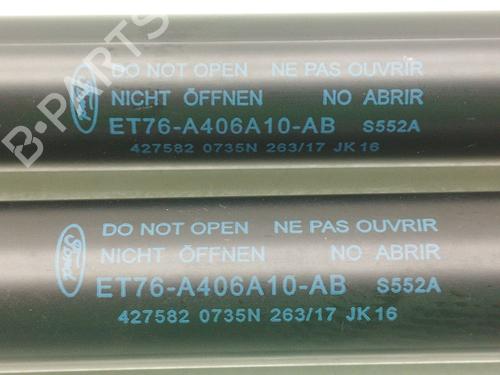 B-PARTS
Ford DO NOT OPEN NE PAS OUVRIR
NICHT ÖFFNEN NO ABRIR
ET76-A406A10-AB S552A
427582 0735N 263/17 JK16
Ford DO NOT OPEN NE PAS OUVRIR
NICHT ÖFFNEN NO ABRIR
ET76-A406A10-AB S552A
427582 0735N 263/17 JK16